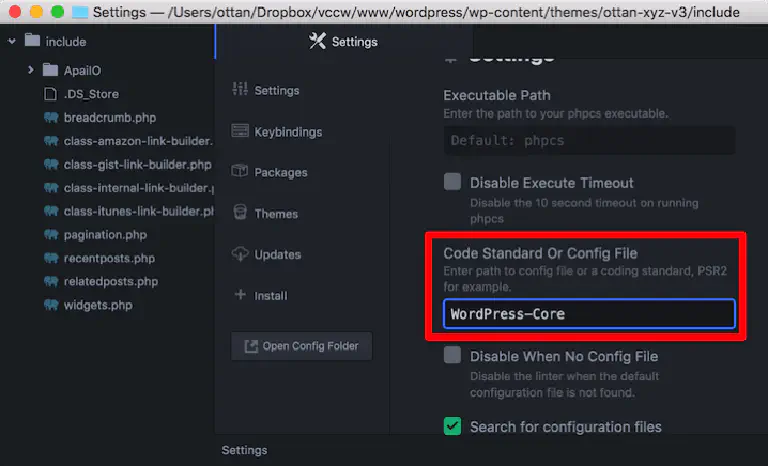 Settings — /Users/ottan/Dropbox/vccw/www/wordpress/wp-content/themes/ottan-xyz-v3/include
include
ApaiIO
.DS_Store
breadcrumb.php
class-amazon-link-builder.
class-gist-link-builder.php
class-internal-link-builder.p
class-itunes-link-builder.ph
pagination.php
recentposts.php
relatedposts.php
widgets.php
Settings
Settings
Keybindings
Packages
Themes
Updates
Install
Open Config Folder
Settings
Executable Path
Enter the path to your phpcs executable.
Default: phpcs
Disable Execute Timeout
Disable the 10 second timeout on running
phpcs
Code Standard Or Config File
Enter path to config file or a coding standard, PSR2
for example.
WordPress-Core
Disable When No Config File
Disable the linter when the default
configuration file is not found.
Search for configuration files
Settings